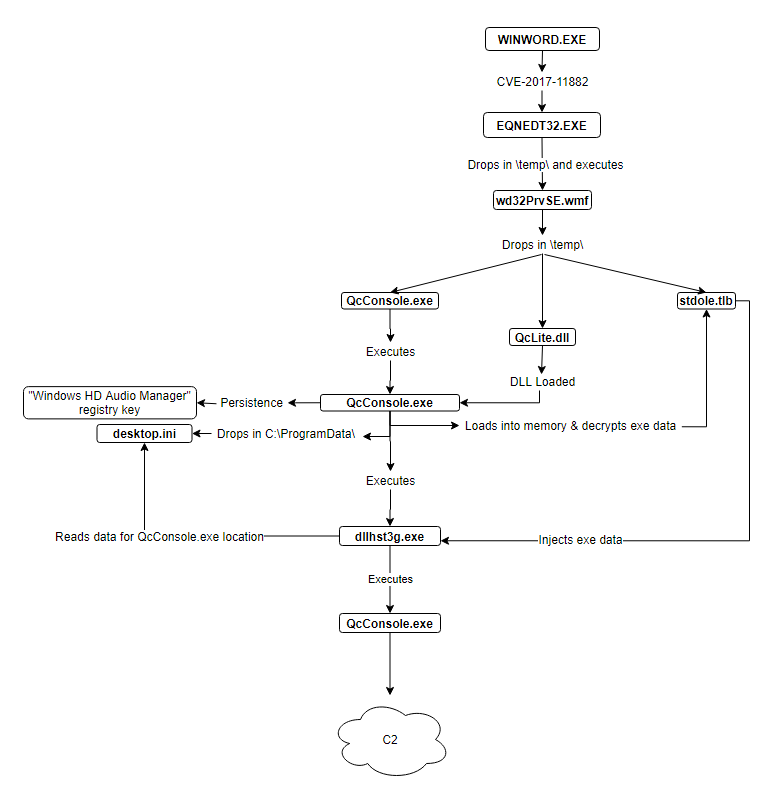 WINWORD.EXE
CVE-2017-11882
EQNEDT32.EXE
Drops in \temp\ and executes
wd32PrvSE.wmf
Drops in \temp\
QcConsole.exe
stdole.tlb
QcLite.dll
Executes
DLL Loaded
"Windows HD Audio Manager"
registry key
Persistence
QcConsole.exe
desktop.ini
Drops in C:\ProgramData\
Loads into memory & decrypts exe data
Executes
Reads data for QcConsole.exe location
dllhst3g.exe
Injects exe data
Executes
QcConsole.exe
C2